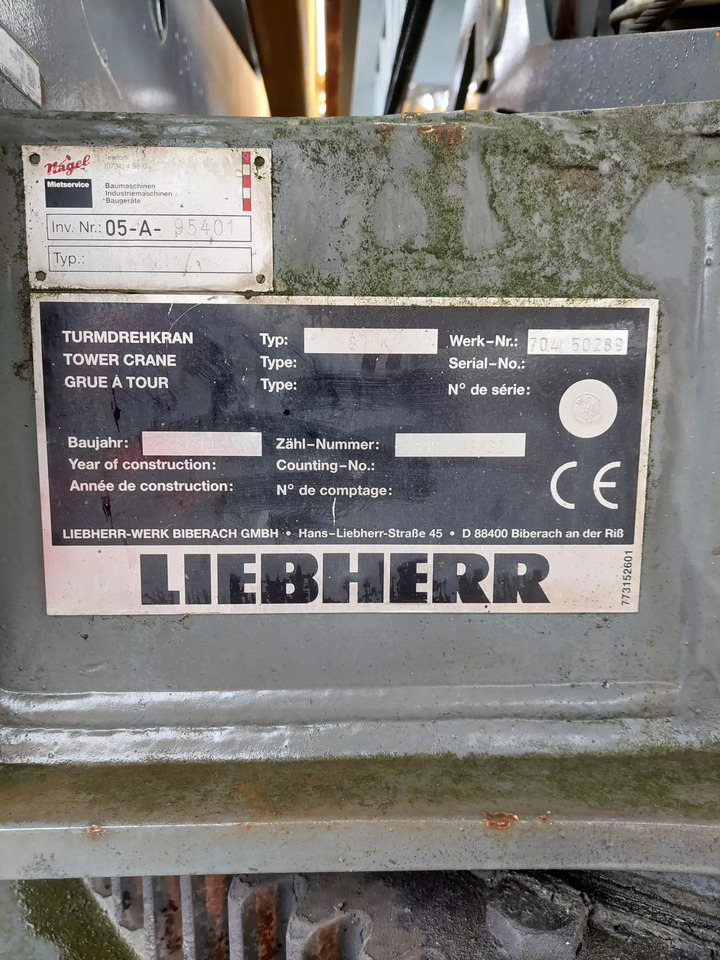 Nagel
Telefon
Mietservice
Baumaschinen
Industriemaschinen
Baugeräte
Inv. Nr.: 05-A- 95401
Typ.:
TURMDREHKRAN
TOWER CRANE
GRUE À TOUR
Typ:
Type:
Type:
Werk-Nr.:
Serial-No.:
N° de série:
Baujahr:
Year of construction:
Année de construction:
Zähl-Nummer:
Counting-No.:
N° de comptage:
CE
LIEBHERR-WERK BIBERACH GMBH • Hans-Liebherr-Straße 45 • D 88400 Biberach an der Riß
LIEBHERR
773152601